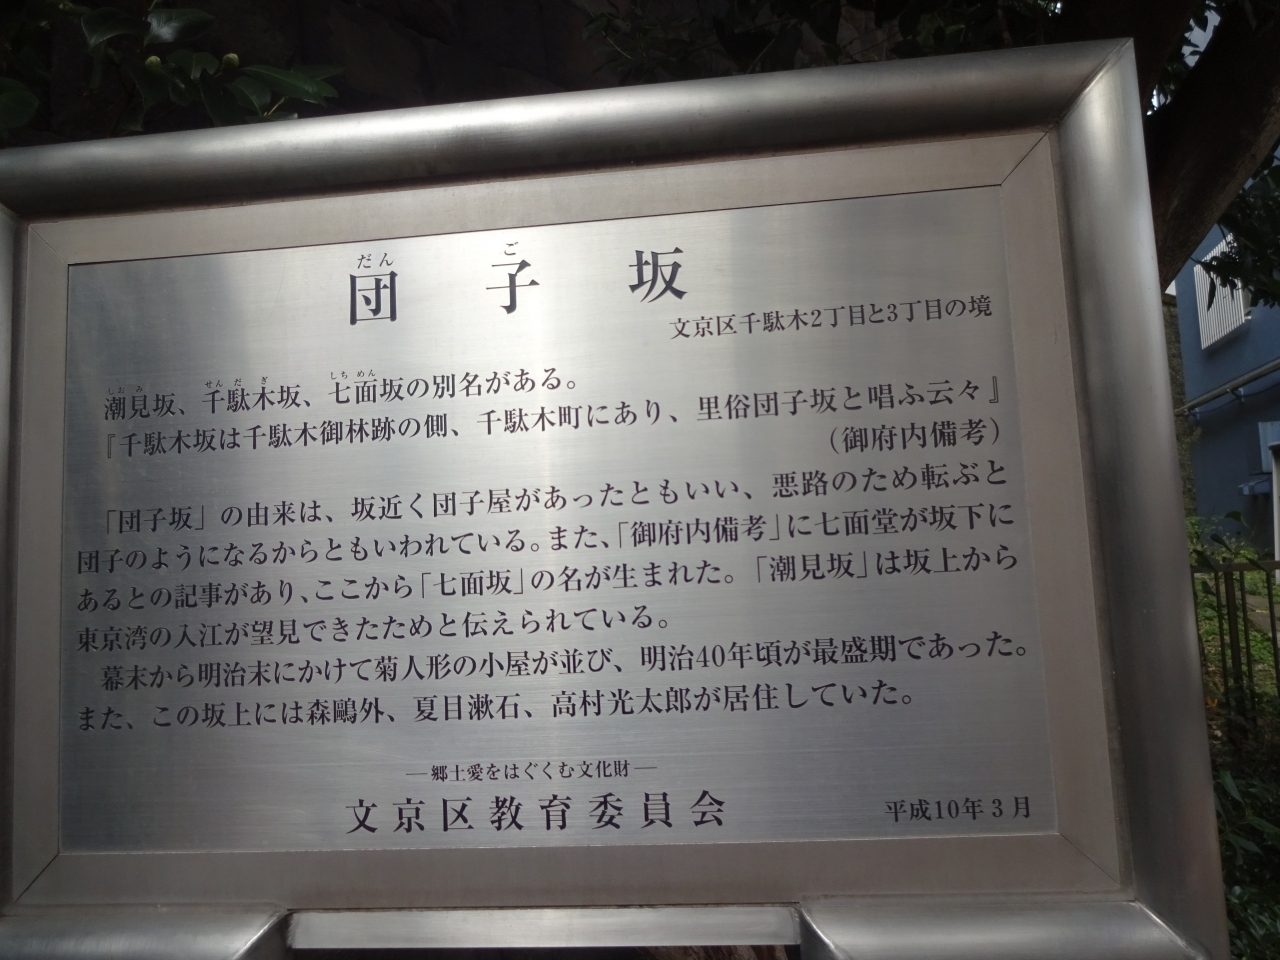 だん ご
団 子 坂
文京区千駄木2丁目と3丁目の境
しおみ せんだぎ しちめん
潮見坂、千駄木坂、七面坂の別名がある。
『千駄木坂は千駄木御林跡の側、千駄木町にあり、里俗団子坂と唱ふ云々』
（御府内備考）
「団子坂」の由来は、坂近く団子屋があったともいい、悪路のため転ぶと
団子のようになるからともいわれている。また、「御府内備考」に七面堂が坂下に
あるとの記事があり、ここから「七面坂」の名が生まれた。「潮見坂」は坂上から
東京湾の入江が望見できたためと伝えられている。
幕末から明治末にかけて菊人形の小屋が並び、明治40年頃が最盛期であった。
また、この坂上には森鷗外、夏目漱石、高村光太郎が居住していた。
―郷土愛をはぐくむ文化財―
文京区教育委員会
平成10年3月